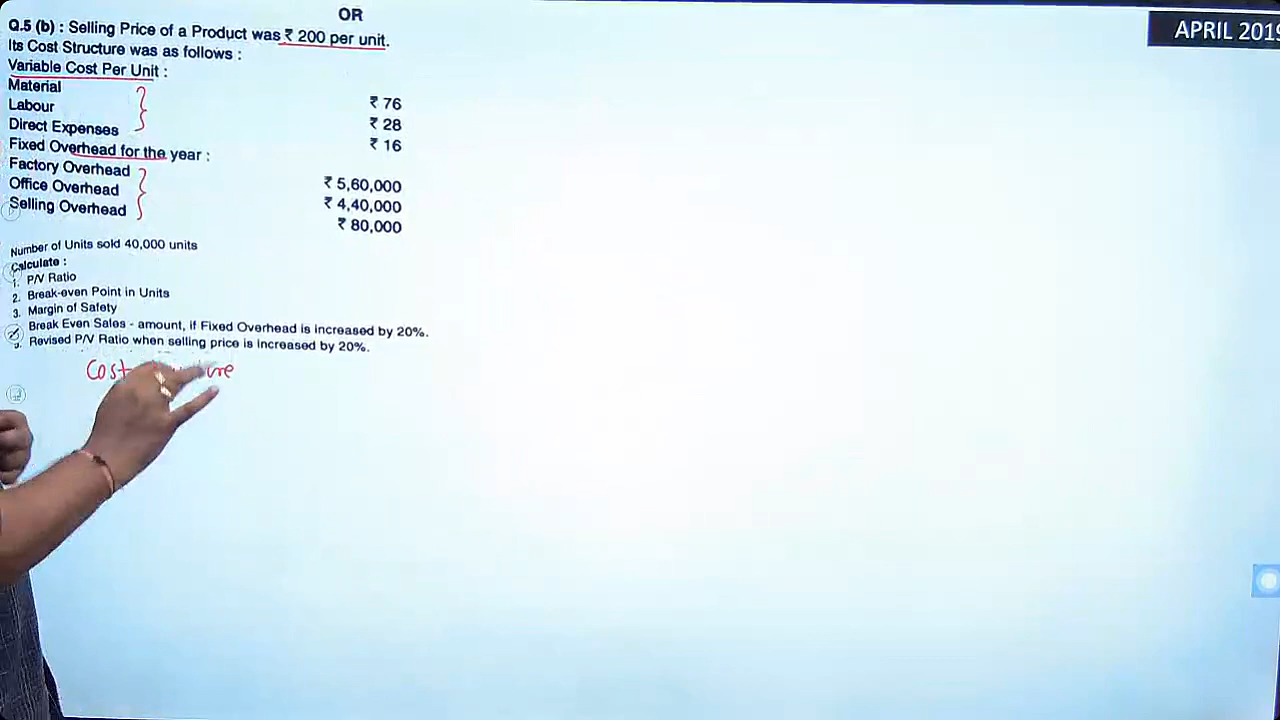 OR
APRIL 2019
Q.5 (b) : Selling Price of a Product was ₹ 200 per unit.
Its Cost Structure was as follows :
Variable Cost Per Unit :
Material ₹ 76
Labour ₹ 28
Direct Expenses ₹ 16
Fixed Overhead for the year :
Factory Overhead ₹ 5,60,000
Office Overhead ₹ 4,40,000
Selling Overhead ₹ 80,000
Number of Units sold 40,000 units
Calculate :
1. P/V Ratio
2. Break-even Point in Units
3. Margin of Safety
Break Even Sales - amount, if Fixed Overhead is increased by 20%.
Revised P/V Ratio when selling price is increased by 20%.
Cost